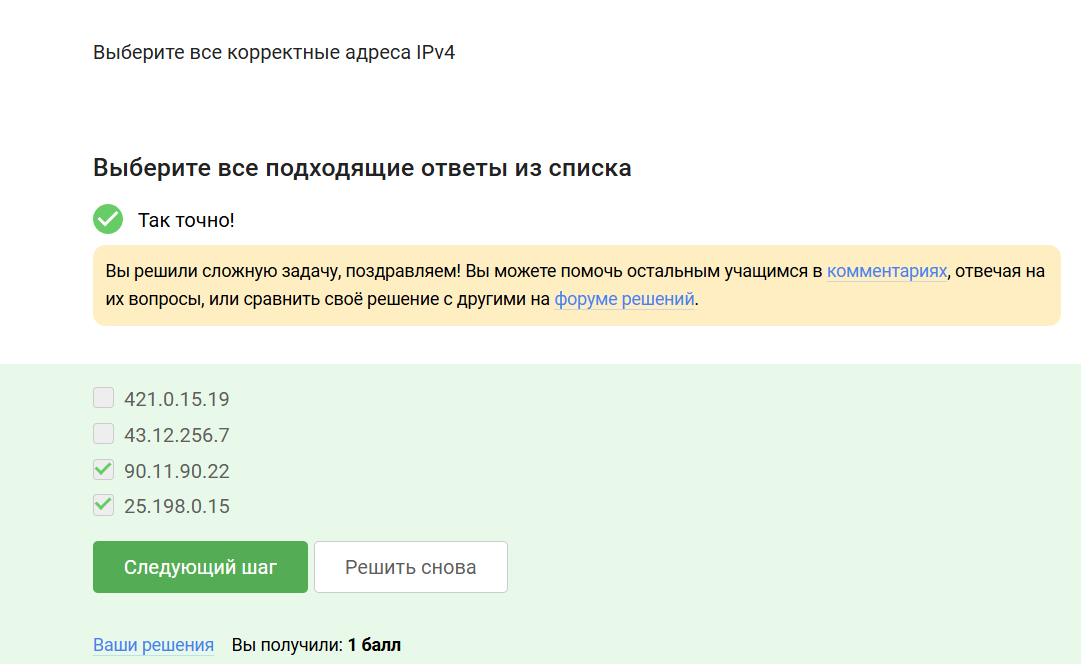 Выберите все корректные адреса IPv4
Выберите все подходящие ответы из списка
Так точно!
Вы решили сложную задачу, поздравляем! Вы можете помочь остальным учащимся в комментариях, отвечая на
их вопросы, или сравнить своё решение с другими на форуме решений.
421.0.15.19
43.12.256.7
90.11.90.22
25.198.0.15
Следующий шаг Решить снова
Ваши решения Вы получили: 1 балл